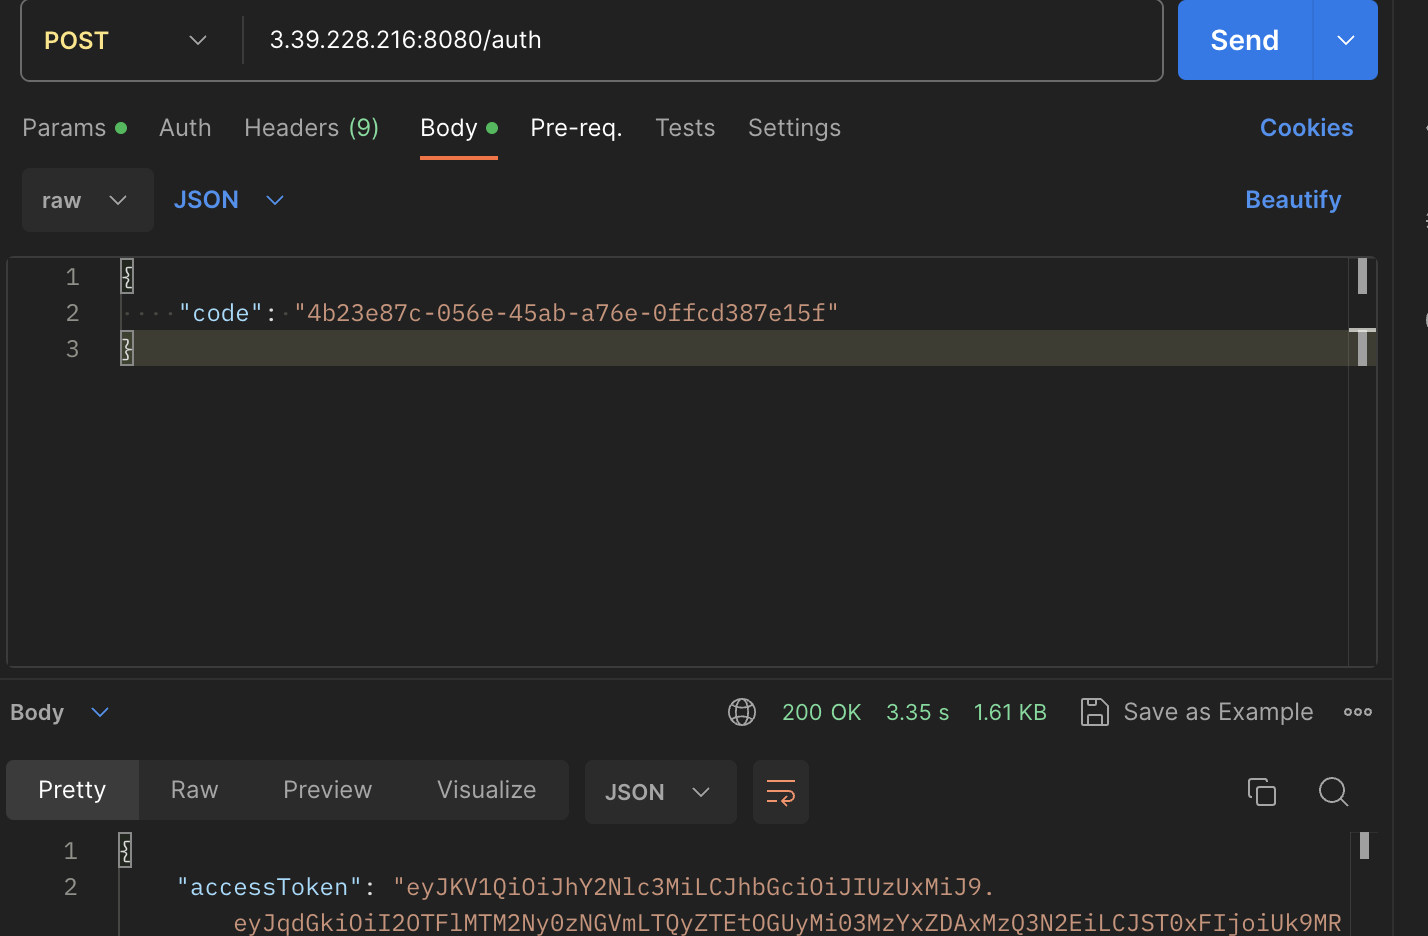 POST 3.39.228.216:8080/auth Send
Params Auth Headers (9) Body Pre-req. Tests Settings Cookies
raw JSON Beautify
1 {
2 "code": "4b23e87c-056e-45ab-a76e-0ffcd387e15f"
3 }
Body 200 OK 3.35 s 1.61 KB Save as Example
Pretty Raw Preview Visualize JSON
1 {
2 "accessToken": "eyJKV1QiOiJhY2Nlc3MiLCJhbGciOiJIUzUxMiJ9.
eyJqdGkiOiI2OTFlMTM2Ny0zNGVmLTQyZTEtOGUyMi03MzYxZDAxMzQ3N2EiLCJST0xFIjoiUk9MR